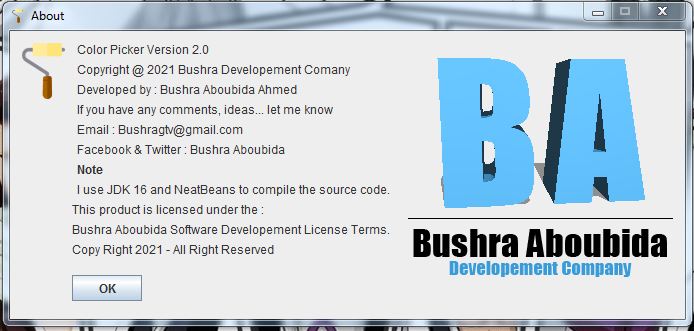 About
Color Picker Version 2.0
Copyright @ 2021 Bushra Developement Comany
Developed by : Bushra Aboubida Ahmed
If you have any comments, ideas... let me know
Email : Bushragtv@gmail.com
Facebook & Twitter : Bushra Aboubida
Note
I use JDK 16 and NeatBeans to compile the source code.
This product is licensed under the :
Bushra Aboubida Software Developement License Terms.
Copy Right 2021 - All Right Reserved
OK
BA
Bushra Aboubida
Developement Company